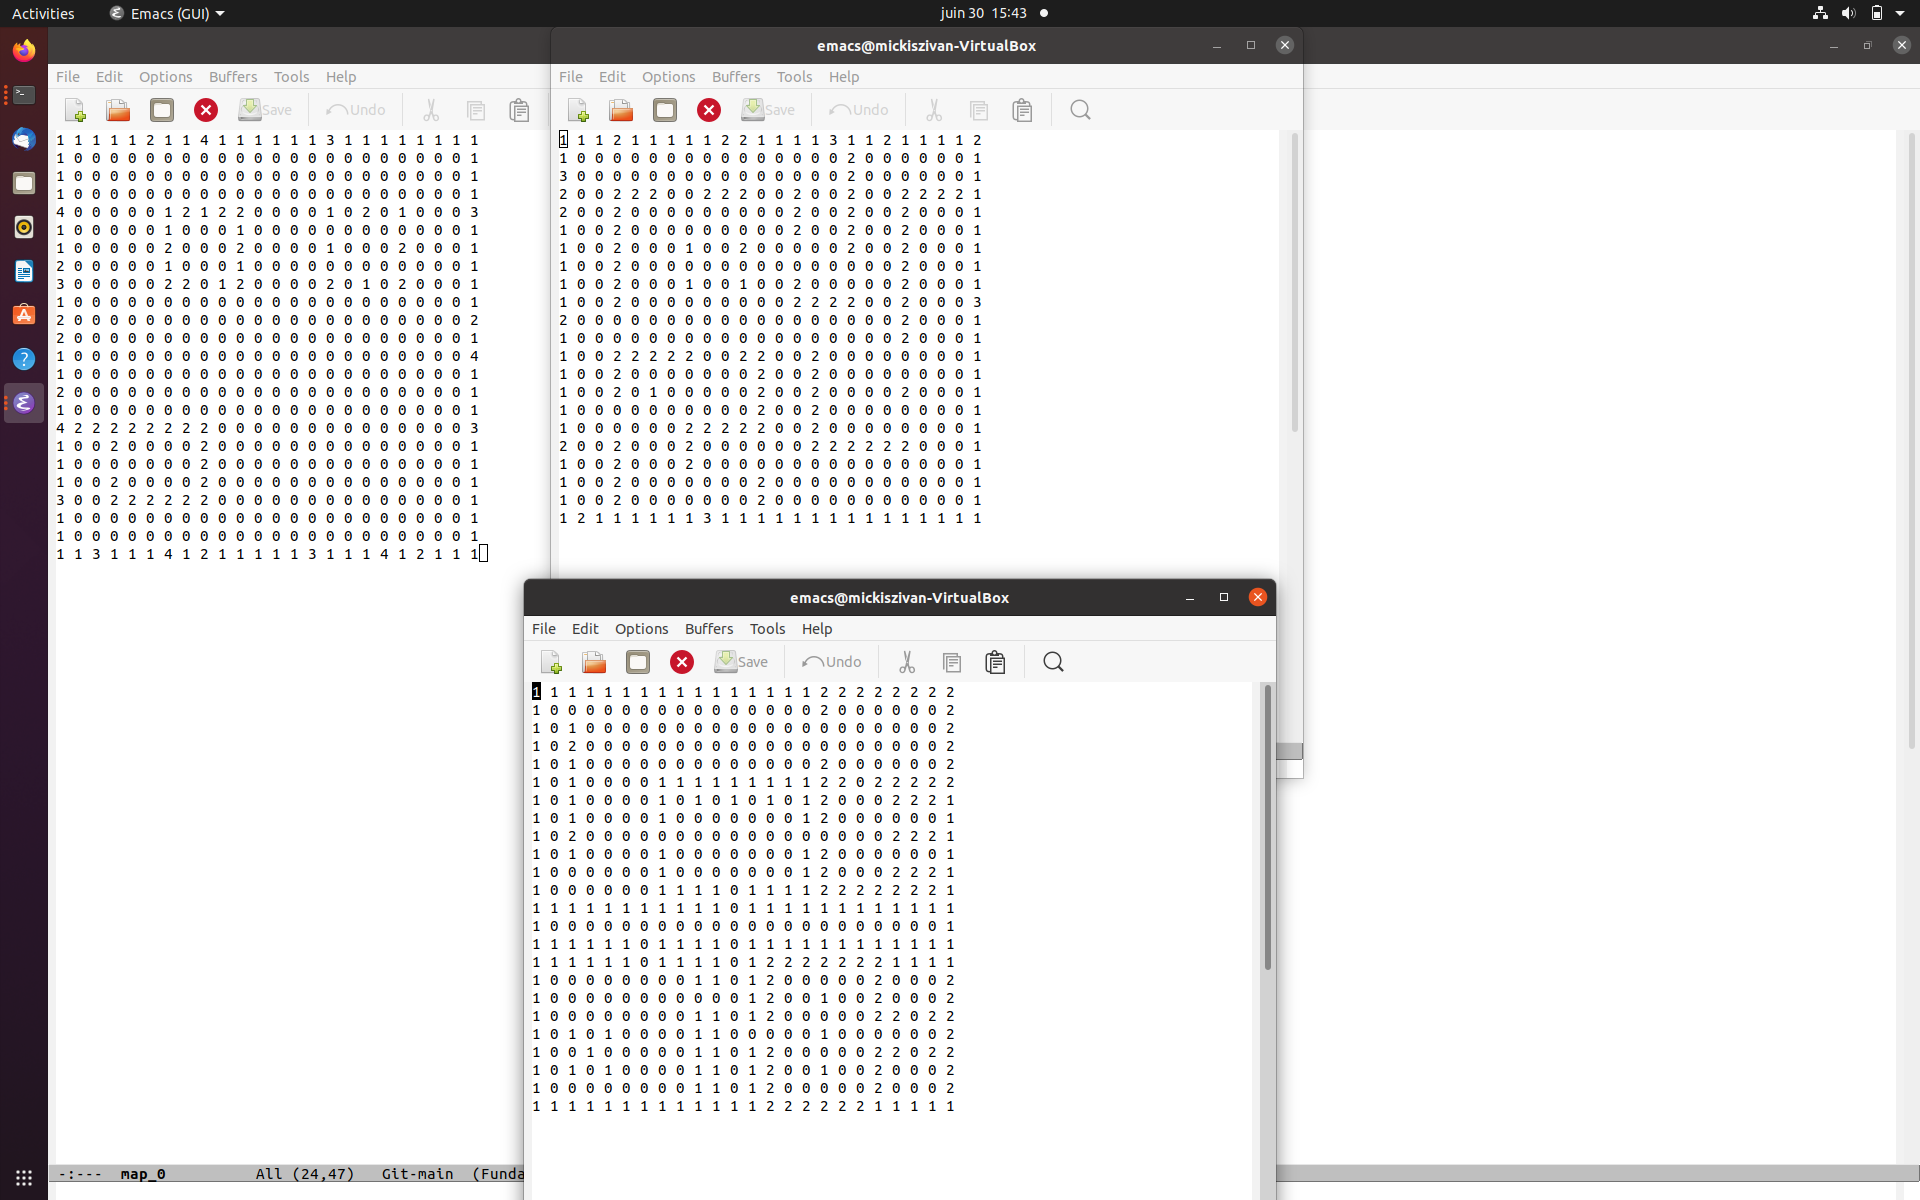 Activities
Emacs (GUI)
juin 30 15:43
emacs@mickiszivan-VirtualBox
File Edit Options Buffers Tools Help
Save Undo
1 1 1 1 1 2 1 1 4 1 1 1 1 1 1 3 1 1 1 1 1 1 1 1
1 0 0 0 0 0 0 0 0 0 0 0 0 0 0 0 0 0 0 0 0 0 0 1
1 0 0 0 0 0 0 0 0 0 0 0 0 0 0 0 0 0 0 0 0 0 0 1
1 0 0 0 0 0 0 0 0 0 0 0 0 0 0 0 0 0 0 0 0 0 0 1
4 0 0 0 0 0 1 2 1 2 2 0 0 0 0 1 0 2 0 1 0 0 0 3
1 0 0 0 0 0 1 0 0 0 1 0 0 0 0 0 0 0 0 0 0 0 0 1
1 0 0 0 0 0 2 0 0 0 2 0 0 0 0 1 0 0 0 2 0 0 0 1
2 0 0 0 0 0 1 0 0 0 1 0 0 0 0 0 0 0 0 0 0 0 0 1
3 0 0 0 0 0 2 2 0 1 2 0 0 0 0 2 0 1 0 2 0 0 0 1
1 0 0 0 0 0 0 0 0 0 0 0 0 0 0 0 0 0 0 0 0 0 0 1
2 0 0 0 0 0 0 0 0 0 0 0 0 0 0 0 0 0 0 0 0 0 0 2
2 0 0 0 0 0 0 0 0 0 0 0 0 0 0 0 0 0 0 0 0 0 0 1
1 0 0 0 0 0 0 0 0 0 0 0 0 0 0 0 0 0 0 0 0 0 0 4
1 0 0 0 0 0 0 0 0 0 0 0 0 0 0 0 0 0 0 0 0 0 0 1
2 0 0 0 0 0 0 0 0 0 0 0 0 0 0 0 0 0 0 0 0 0 0 1
1 0 0 0 0 0 0 0 0 0 0 0 0 0 0 0 0 0 0 0 0 0 0 1
4 2 2 2 2 2 2 2 2 0 0 0 0 0 0 0 0 0 0 0 0 0 0 3
1 0 0 2 0 0 0 0 2 0 0 0 0 0 0 0 0 0 0 0 0 0 0 1
1 0 0 0 0 0 0 0 2 0 0 0 0 0 0 0 0 0 0 0 0 0 0 1
1 0 0 2 0 0 0 0 2 0 0 0 0 0 0 0 0 0 0 0 0 0 0 1
3 0 0 2 2 2 2 2 2 0 0 0 0 0 0 0 0 0 0 0 0 0 0 1
1 0 0 0 0 0 0 0 0 0 0 0 0 0 0 0 0 0 0 0 0 0 0 1
1 0 0 0 0 0 0 0 0 0 0 0 0 0 0 0 0 0 0 0 0 0 0 1
1 1 3 1 1 1 4 1 2 1 1 1 1 1 3 1 1 1 4 1 2 1 1 1
-:--- map_0 All (24,47) Git-main (Funda
File Edit Options Buffers Tools Help
Save Undo
1 1 1 2 1 1 1 1 1 2 2 1 1 1 1 3 1 1 2 1 1 1 1 2
1 0 0 0 0 0 0 0 0 0 0 0 0 0 0 0 2 0 0 0 0 0 0 1
3 0 0 0 0 0 0 0 0 0 0 0 0 0 0 0 2 0 0 0 0 0 0 1
2 0 0 2 2 2 0 0 2 2 2 0 0 2 0 0 2 0 0 2 2 2 2 1
2 0 0 2 0 0 0 0 0 0 0 0 0 2 0 0 2 0 0 2 0 0 0 1
1 0 0 2 0 0 0 0 0 0 0 0 0 2 0 0 2 0 0 2 0 0 0 1
1 0 0 2 0 0 0 1 0 0 2 0 0 0 0 0 2 0 0 2 0 0 0 1
1 0 0 2 0 0 0 0 0 0 0 0 0 0 0 0 0 0 0 2 0 0 0 1
1 0 0 2 0 0 0 1 0 0 1 0 0 2 0 0 0 0 0 2 0 0 0 1
1 0 0 2 0 0 0 0 0 0 0 0 0 2 2 2 2 0 0 2 0 0 0 3
2 0 0 0 0 0 0 0 0 0 0 0 0 0 0 0 0 0 0 2 0 0 0 1
1 0 0 0 0 0 0 0 0 0 0 0 0 0 0 0 0 0 0 2 0 0 0 1
1 0 0 2 2 2 2 2 0 0 2 2 0 0 2 0 0 0 0 0 0 0 0 1
1 0 0 2 0 0 0 0 0 0 0 2 0 0 2 0 0 0 0 0 0 0 0 1
1 0 0 2 0 1 0 0 0 0 0 2 0 0 2 0 0 0 0 2 0 0 0 1
1 0 0 0 0 0 0 0 0 0 0 2 0 0 2 0 0 0 0 0 0 0 0 1
1 0 0 0 0 0 0 2 2 2 2 2 0 0 2 0 0 0 0 0 0 0 0 1
2 0 0 2 0 0 0 2 0 0 0 0 0 0 2 2 2 2 2 2 0 0 0 1
1 0 0 2 0 0 0 2 0 0 0 0 0 0 0 0 0 0 0 0 0 0 0 1
1 0 0 2 0 0 0 0 0 0 0 2 0 0 0 0 0 0 0 0 0 0 0 1
1 0 0 2 0 0 0 0 0 0 0 2 0 0 0 0 0 0 0 0 0 0 0 1
1 2 1 1 1 1 1 1 3 1 1 1 1 1 1 1 1 1 1 1 1 1 1 1
emacs@mickiszivan-VirtualBox
File Edit Options Buffers Tools Help
Save Undo
1 1 1 1 1 1 1 1 1 1 1 1 1 1 1 1 2 2 2 2 2 2 2 2
1 0 0 0 0 0 0 0 0 0 0 0 0 0 0 0 2 0 0 0 0 0 0 2
1 0 1 0 0 0 0 0 0 0 0 0 0 0 0 0 0 0 0 0 0 0 0 2
1 0 2 0 0 0 0 0 0 0 0 0 0 0 0 0 0 0 0 0 0 0 0 2
1 0 1 0 0 0 0 0 0 0 0 0 0 0 0 0 2 0 0 0 0 0 0 2
1 0 1 0 0 0 0 1 1 1 1 1 1 1 1 1 2 2 0 2 2 2 2 2
1 0 1 0 0 0 0 1 0 1 0 1 0 1 0 1 2 0 0 0 2 2 2 1
1 0 1 0 0 0 0 1 0 0 0 0 0 0 0 1 2 0 0 0 0 0 0 1
1 0 2 0 0 0 0 0 0 0 0 0 0 0 0 0 0 0 0 0 2 2 2 1
1 0 1 0 0 0 0 1 0 0 0 0 0 0 0 1 2 0 0 0 0 0 0 1
1 0 0 0 0 0 0 1 0 0 0 0 0 0 0 1 2 0 0 0 2 2 2 1
1 0 0 0 0 0 0 1 1 1 1 0 1 1 1 1 2 2 2 2 2 2 2 1
1 1 1 1 1 1 1 1 1 1 1 0 1 1 1 1 1 1 1 1 1 1 1 1
1 0 0 0 0 0 0 0 0 0 0 0 0 0 0 0 0 0 0 0 0 0 0 1
1 1 1 1 1 1 0 1 1 1 1 0 1 1 1 1 1 1 1 1 1 1 1 1
1 1 1 1 1 1 0 1 1 1 1 0 1 2 2 2 2 2 2 2 1 1 1 1
1 0 0 0 0 0 0 0 0 1 1 0 1 2 0 0 0 0 0 2 0 0 0 2
1 0 0 0 0 0 0 0 0 0 0 0 1 2 0 0 1 0 0 2 0 0 0 2
1 0 0 0 0 0 0 0 0 1 1 0 1 2 0 0 0 0 0 2 2 0 2 2
1 0 1 0 1 0 0 0 0 1 1 0 0 0 0 0 1 0 0 0 0 0 0 2
1 0 0 1 0 0 0 0 0 1 1 0 1 2 0 0 0 0 0 2 2 0 2 2
1 0 1 0 1 0 0 0 0 1 1 0 1 2 0 0 1 0 0 2 0 0 0 2
1 0 0 0 0 0 0 0 0 1 1 0 1 2 0 0 0 0 0 2 0 0 0 2
1 1 1 1 1 1 1 1 1 1 1 1 1 2 2 2 2 2 2 1 1 1 1 1